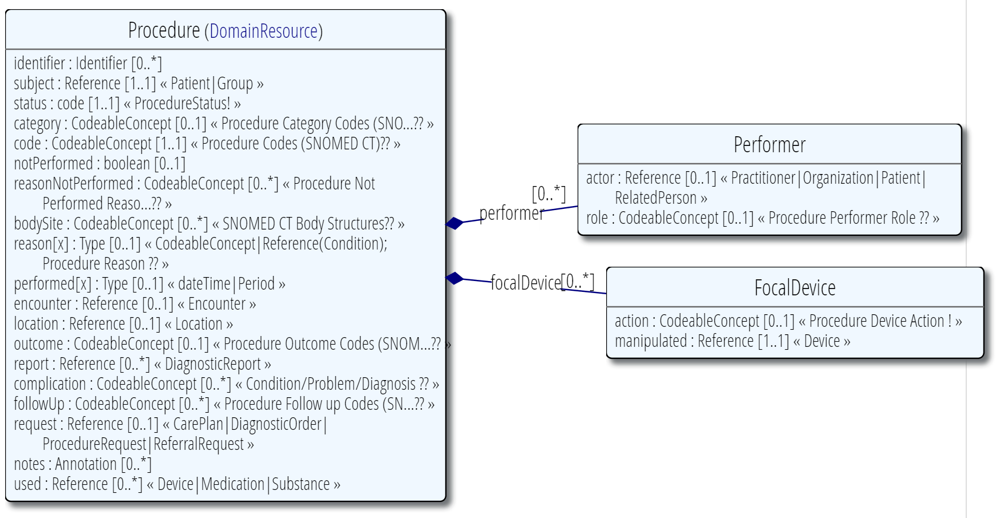 Procedure (DomainResource)
identifier : Identifier [0..*]
subject : Reference [1..1] « Patient|Group »
status : code [1..1] « ProcedureStatus! »
category : CodeableConcept [0..1] « Procedure Category Codes (SNO...?? »
code : CodeableConcept [1..1] « Procedure Codes (SNOMED CT)?? »
notPerformed : boolean [0..1]
reasonNotPerformed : CodeableConcept [0..*] « Procedure Not
Performed Reaso...?? »
bodySite : CodeableConcept [0..*] « SNOMED CT Body Structures?? »
reason[x] : Type [0..1] « CodeableConcept|Reference(Condition);
Procedure Reason ?? »
performed[x] : Type [0..1] « dateTime|Period »
encounter : Reference [0..1] « Encounter »
location : Reference [0..1] « Location »
outcome : CodeableConcept [0..1] « Procedure Outcome Codes (SNOM...?? »
report : Reference [0..*] « DiagnosticReport »
complication : CodeableConcept [0..*] « Condition/Problem/Diagnosis ?? »
followUp : CodeableConcept [0..*] « Procedure Follow up Codes (SN...?? »
request : Reference [0..1] « CarePlan|DiagnosticOrder|
ProcedureRequest|ReferralRequest »
notes : Annotation [0..*]
used : Reference [0..*] « Device|Medication|Substance »
[0..*]
performer
Performer
actor : Reference [0..1] « Practitioner|Organization|Patient|
RelatedPerson »
role : CodeableConcept [0..1] « Procedure Performer Role ?? »
focalDevice [0..*]
FocalDevice
action : CodeableConcept [0..1] « Procedure Device Action ! »
manipulated : Reference [1..1] « Device »